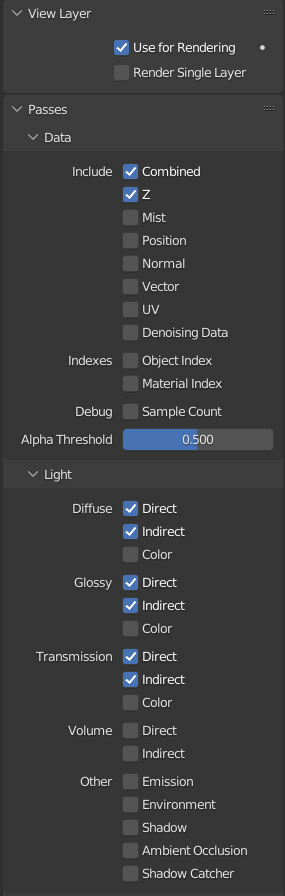 View Layer
Use for Rendering
Render Single Layer
Passes
Data
Include Combined
Z
Mist
Position
Normal
Vector
UV
Denoising Data
Indexes Object Index
Material Index
Debug Sample Count
Alpha Threshold 0.500
Light
Diffuse Direct
Indirect
Color
Glossy Direct
Indirect
Color
Transmission Direct
Indirect
Color
Volume Direct
Indirect
Other Emission
Environment
Shadow
Ambient Occlusion
Shadow Catcher